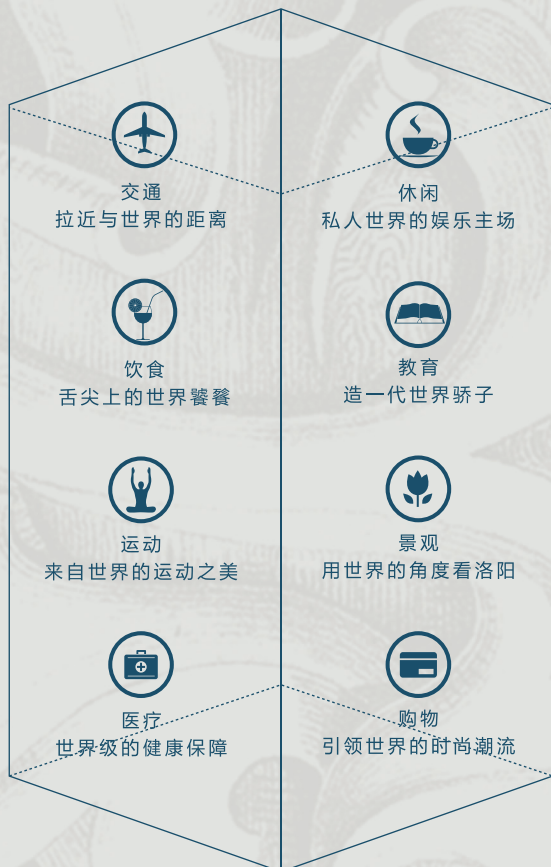 交通
拉近与世界的距离
饮食
舌尖上的世界饕餮
运动
来自世界的运动之美
医疗
世界级的健康保障
休闲
私人世界的娱乐主场
教育
造一代世界骄子
景观
用世界的角度看洛阳
购物
引领世界的时尚潮流